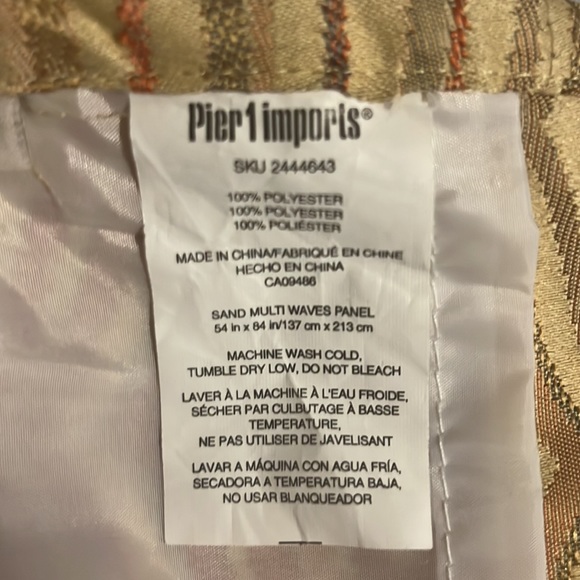 Pier 1 imports®
SKU 2444643
100% POLYESTER
100% POLYESTER
100% POLIÉSTER
MADE IN CHINA/FABRIQUÉ EN CHINE
HECHO EN CHINA
CA09486
SAND MULTI WAVES PANEL
54 in x 84 in/137 cm x 213 cm
MACHINE WASH COLD,
TUMBLE DRY LOW, DO NOT BLEACH
LAVER À LA MACHINE À L'EAU FROIDE,
SÉCHER PAR CULBUTAGE À BASSE
TEMPERATURE,
NE PAS UTILISER DE JAVELISANT
LAVAR A MÁQUINA CON AGUA FRÍA,
SECADORA A TEMPERATURA BAJA,
NO USAR BLANQUEADOR